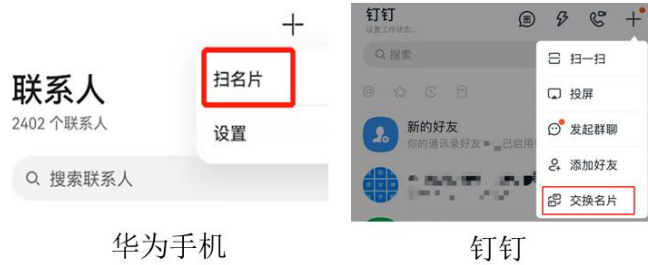 联系人
2402 个联系人
搜索联系人
扫名片
设置
华为手机
钉钉
设置工作状态...
搜索
扫一扫
投屏
发起群聊
添加好友
交换名片
新的好友
你的通讯录好友
已启用
钉钉